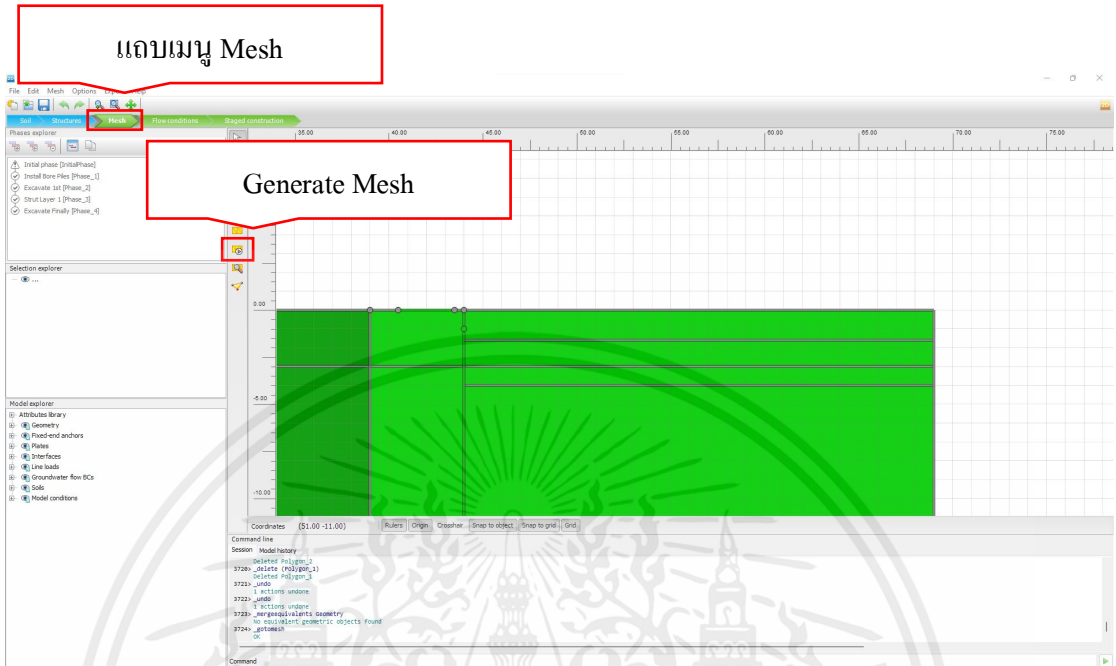 แถบเมนู Mesh
File Edit Mesh Options
Soil Structures Mesh Flow conditions Staged construction
Phases explorer
35.00 40.00 45.00 50.00 55.00 60.00 65.00 70.00 75.00
Initial phase [InitialPhase]
Install Bore Piles [Phase_1]
Excavate 1st [Phase_2]
Strut Layer 1 [Phase_3]
Excavate Finally [Phase_4]
Generate Mesh
Selection explorer
...
0.00
-5.00
-10.00
Model explorer
Attributes library
Geometry
Fixed-end anchors
Plates
Interfaces
Line loads
Groundwater flow BCs
Soils
Model conditions
Coordinates (51.00 -11.00) Rulers Origin Crosshair Snap to object Snap to grid Grid
Command line
Session Model history
Deleted Polygon_2
3720> _delete (Polygon_1)
Deleted Polygon_1
3721> _undo
1 actions undone
3722> _undo
1 actions undone
3723> _mergeequivalents Geometry
No equivalent geometric objects found
3724> _gotomesh
OK
Command